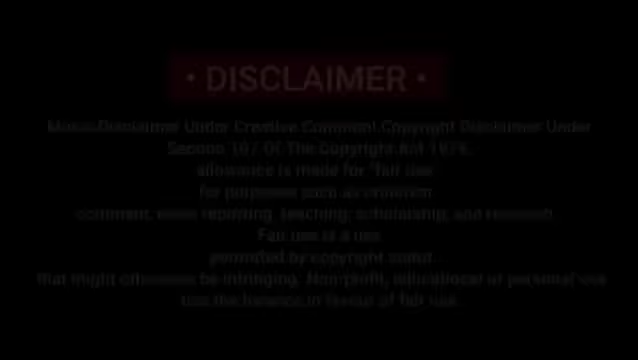 • DISCLAIMER •
Disclaimer Under Creative Common Copyright Disclaimer Under
Section 107 Of The Copyright Act 1976,
allowance is made for "fair use"
for purposes such as criticism,
comment, news reporting, teaching, scholarship, and research.
Fair use is a use
permitted by copyright statut
that might otherwise be infringing. Non-profit, educational or personal use
tips the balance in favour of fair use.